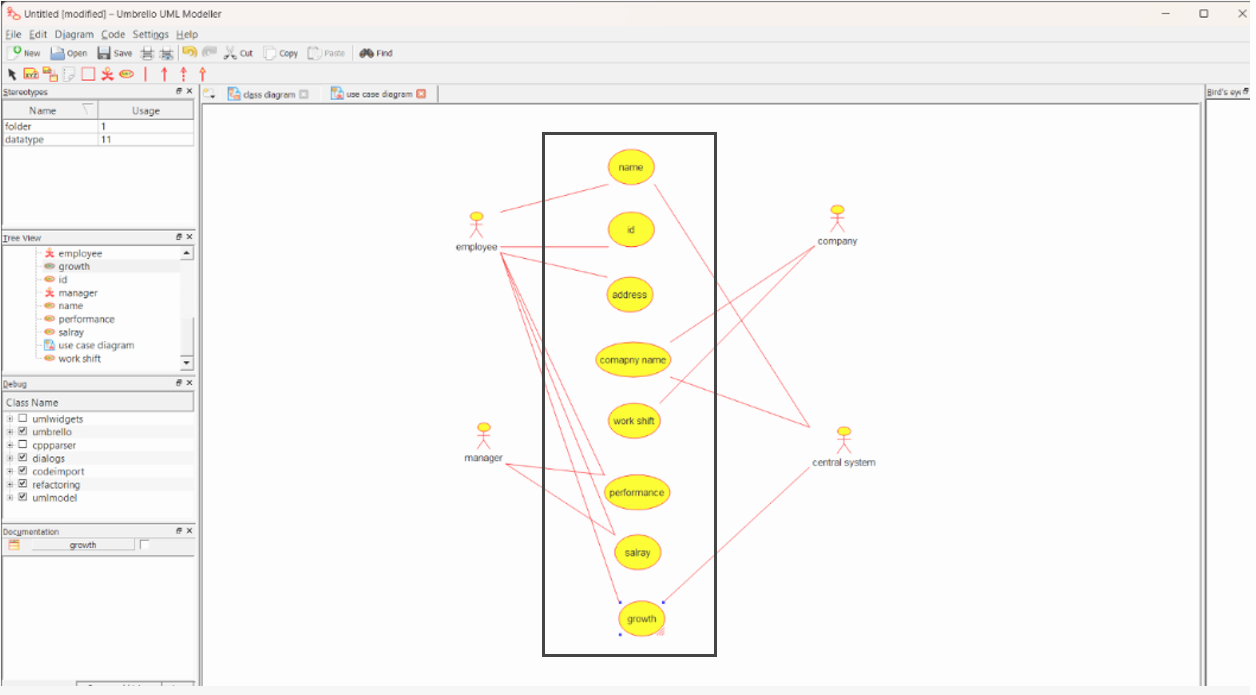 Untitled [modified] – Umbrello UML Modeller
File Edit Diagram Code Settings Help
New Open Save Cut Copy Paste Find
XYZ
Stereotypes
Name Usage
folder 1
datatype 11
Tree View
employee
growth
id
manager
name
performance
salray
use case diagram
work shift
Debug
Class Name
umlwidgets
umbrello
cppparser
dialogs
codeimport
refactoring
umlmodel
Documentation
growth
class diagram use case diagram
Bird's eye
name
id
address
comapny name
work shift
performance
salray
growth
employee
manager
company
central system